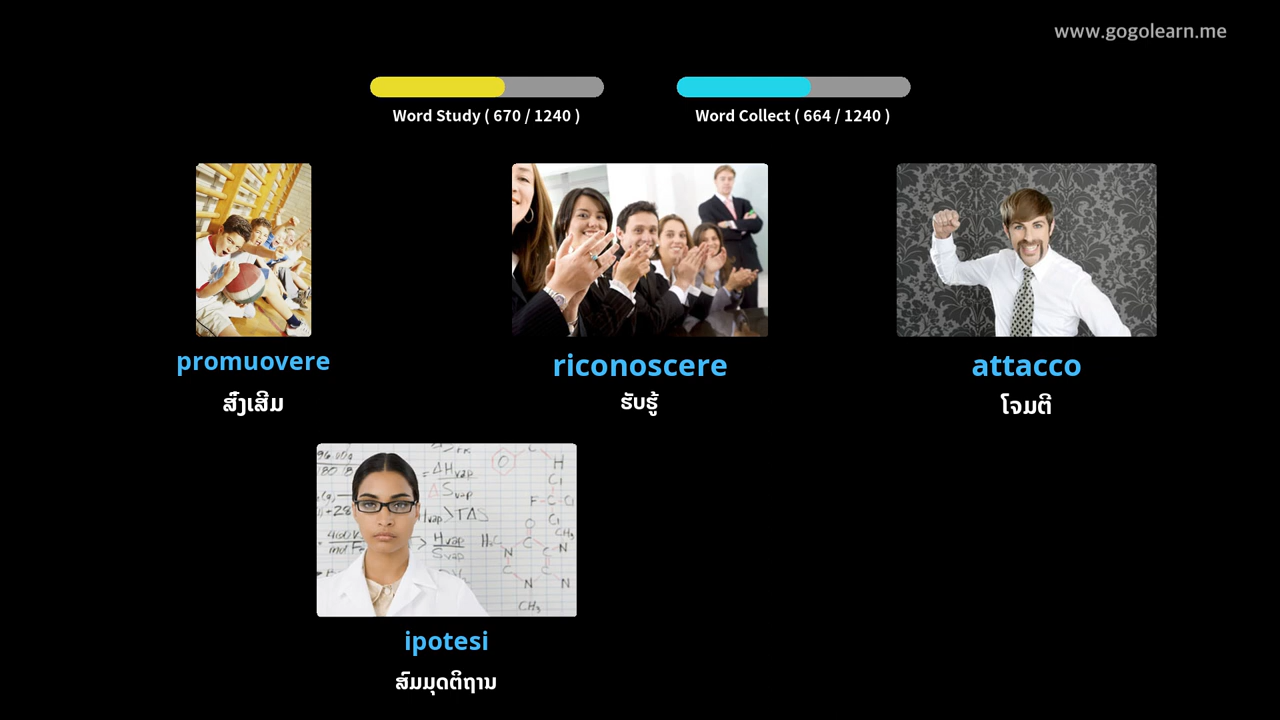 www.gogolearn.me
Word Study ( 670 / 1240 )
Word Collect ( 664 / 1240 )
promuovere
ສົ່ງເສີມ
riconoscere
ຮັບຮູ້
attacco
ໂຈມຕີ
ipotesi
ສົມມຸດຕິຖານ